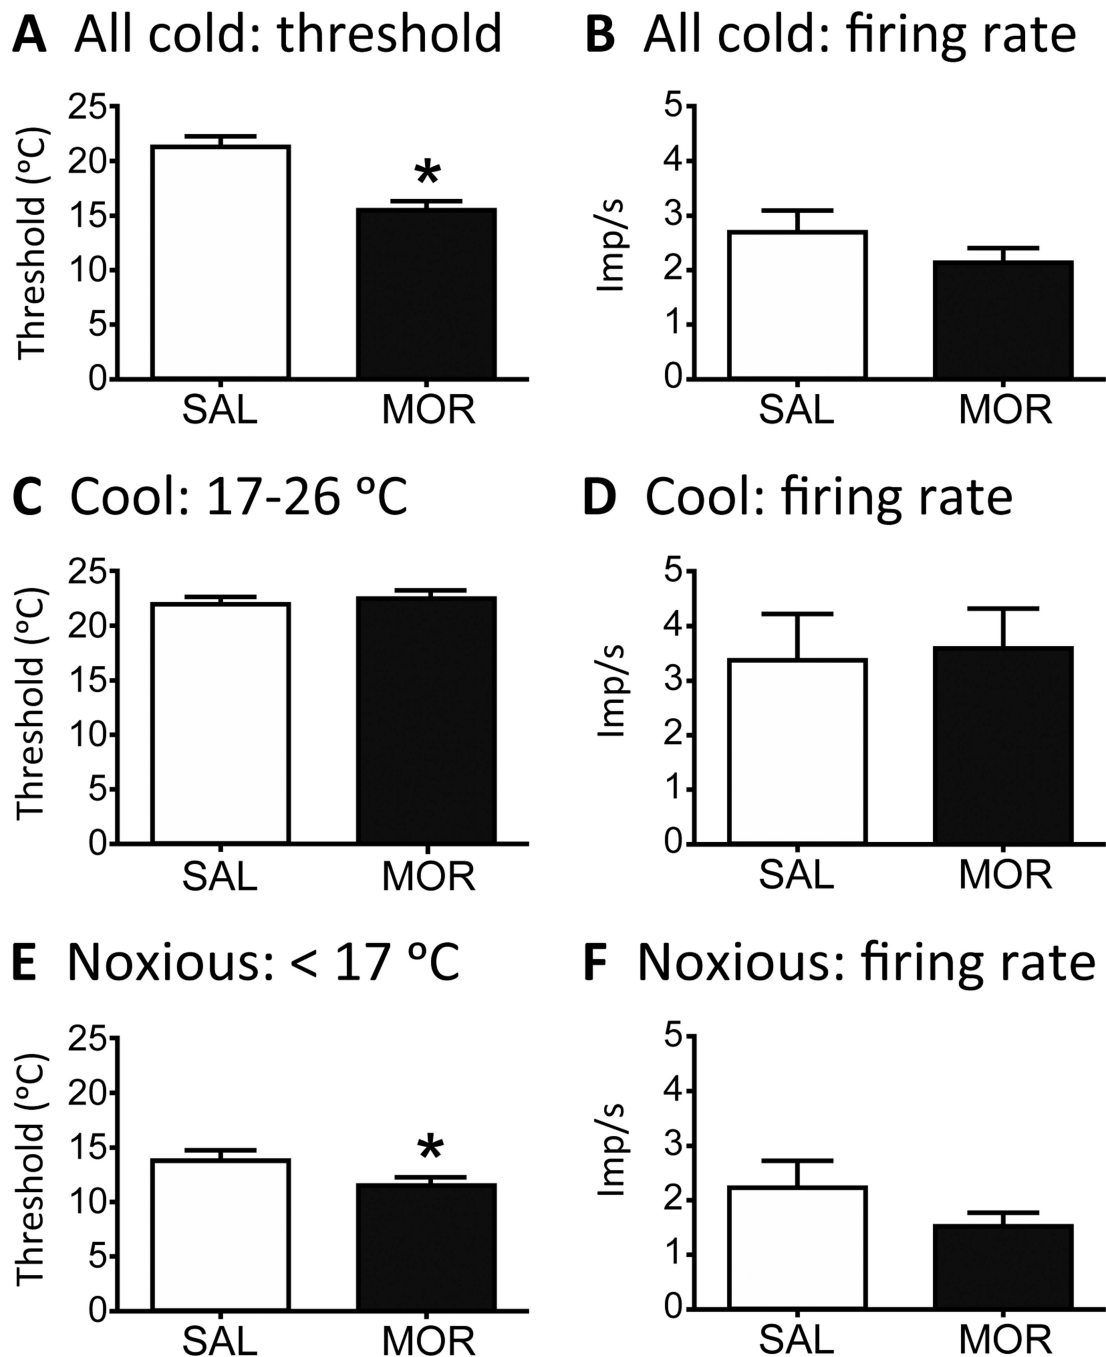 A All cold: threshold
25
20
15
10
5
0
Threshold (ºC)
*
SAL MOR
B All cold: firing rate
5
4
3
2
1
0
Imp/s
SAL MOR
C Cool: 17-26 ºC
25
20
15
10
5
0
Threshold (ºC)
SAL MOR
D Cool: firing rate
5
4
3
2
1
0
Imp/s
SAL MOR
E Noxious: < 17 ºC
25
20
15
10
5
0
Threshold (ºC)
*
SAL MOR
F Noxious: firing rate
5
4
3
2
1
0
Imp/s
SAL MOR